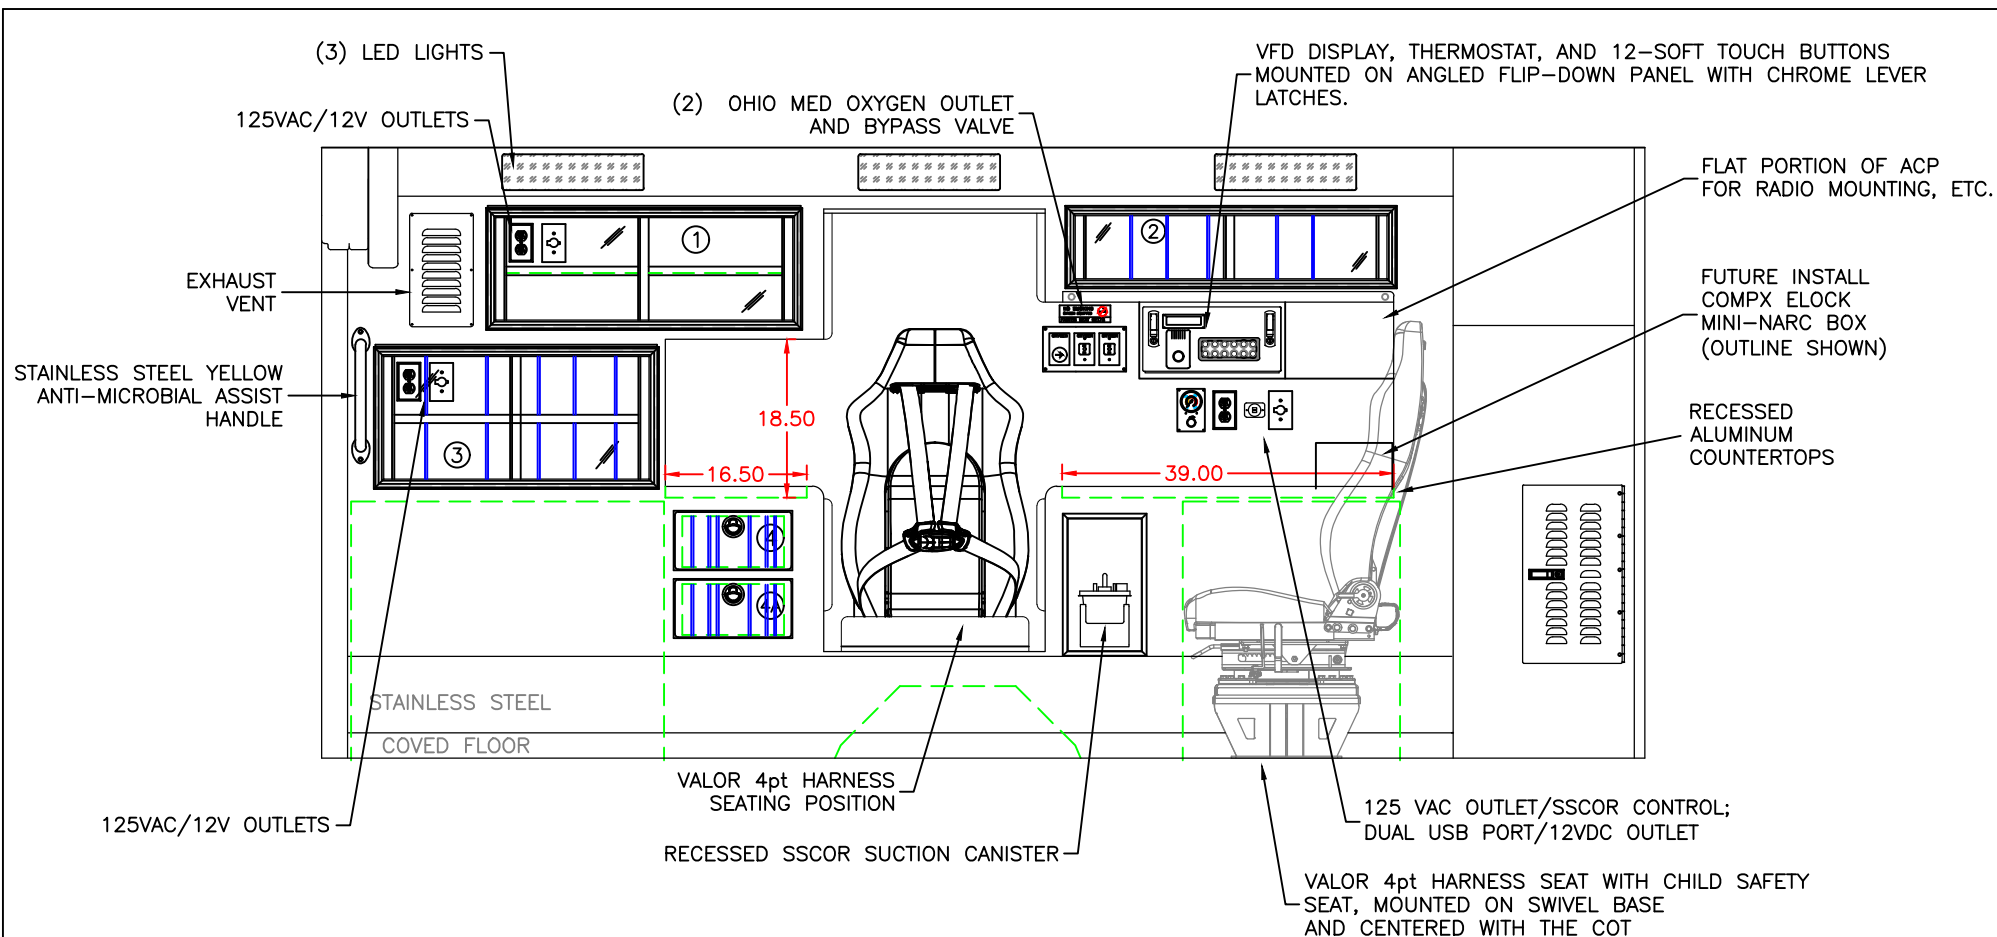 (3) LED LIGHTS
125VAC/12V OUTLETS
(2) OHIO MED OXYGEN OUTLET
AND BYPASS VALVE
VFD DISPLAY, THERMOSTAT, AND 12-SOFT TOUCH BUTTONS
MOUNTED ON ANGLED FLIP-DOWN PANEL WITH CHROME LEVER
LATCHES.
FLAT PORTION OF ACP
FOR RADIO MOUNTING, ETC.
EXHAUST
VENT
1
2
FUTURE INSTALL
COMPX ELOCK
MINI-NARC BOX
(OUTLINE SHOWN)
STAINLESS STEEL YELLOW
ANTI-MICROBIAL ASSIST
HANDLE
3
18.50
16.50
39.00
RECESSED
ALUMINUM
COUNTERTOPS
4
4A
STAINLESS STEEL
COVED FLOOR
VALOR 4pt HARNESS
SEATING POSITION
125VAC/12V OUTLETS
RECESSED SSCOR SUCTION CANISTER
125 VAC OUTLET/SSCOR CONTROL;
DUAL USB PORT/12VDC OUTLET
VALOR 4pt HARNESS SEAT WITH CHILD SAFETY
SEAT, MOUNTED ON SWIVEL BASE
AND CENTERED WITH THE COT